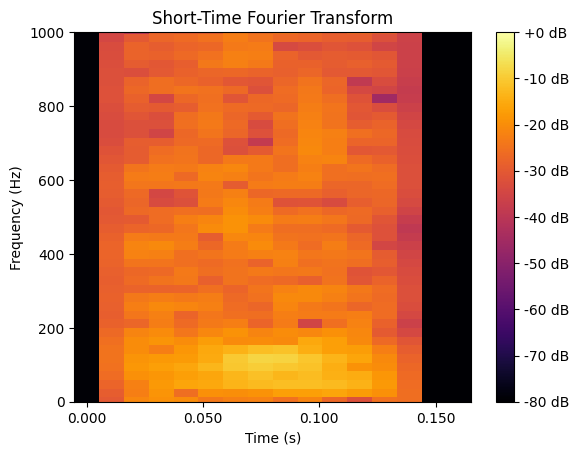 Short-Time Fourier Transform
1000
800
600
400
200
0
Frequency (Hz)
0.000
0.050
0.100
0.150
Time (s)
+0 dB
-10 dB
-20 dB
-30 dB
-40 dB
-50 dB
-60 dB
-70 dB
-80 dB